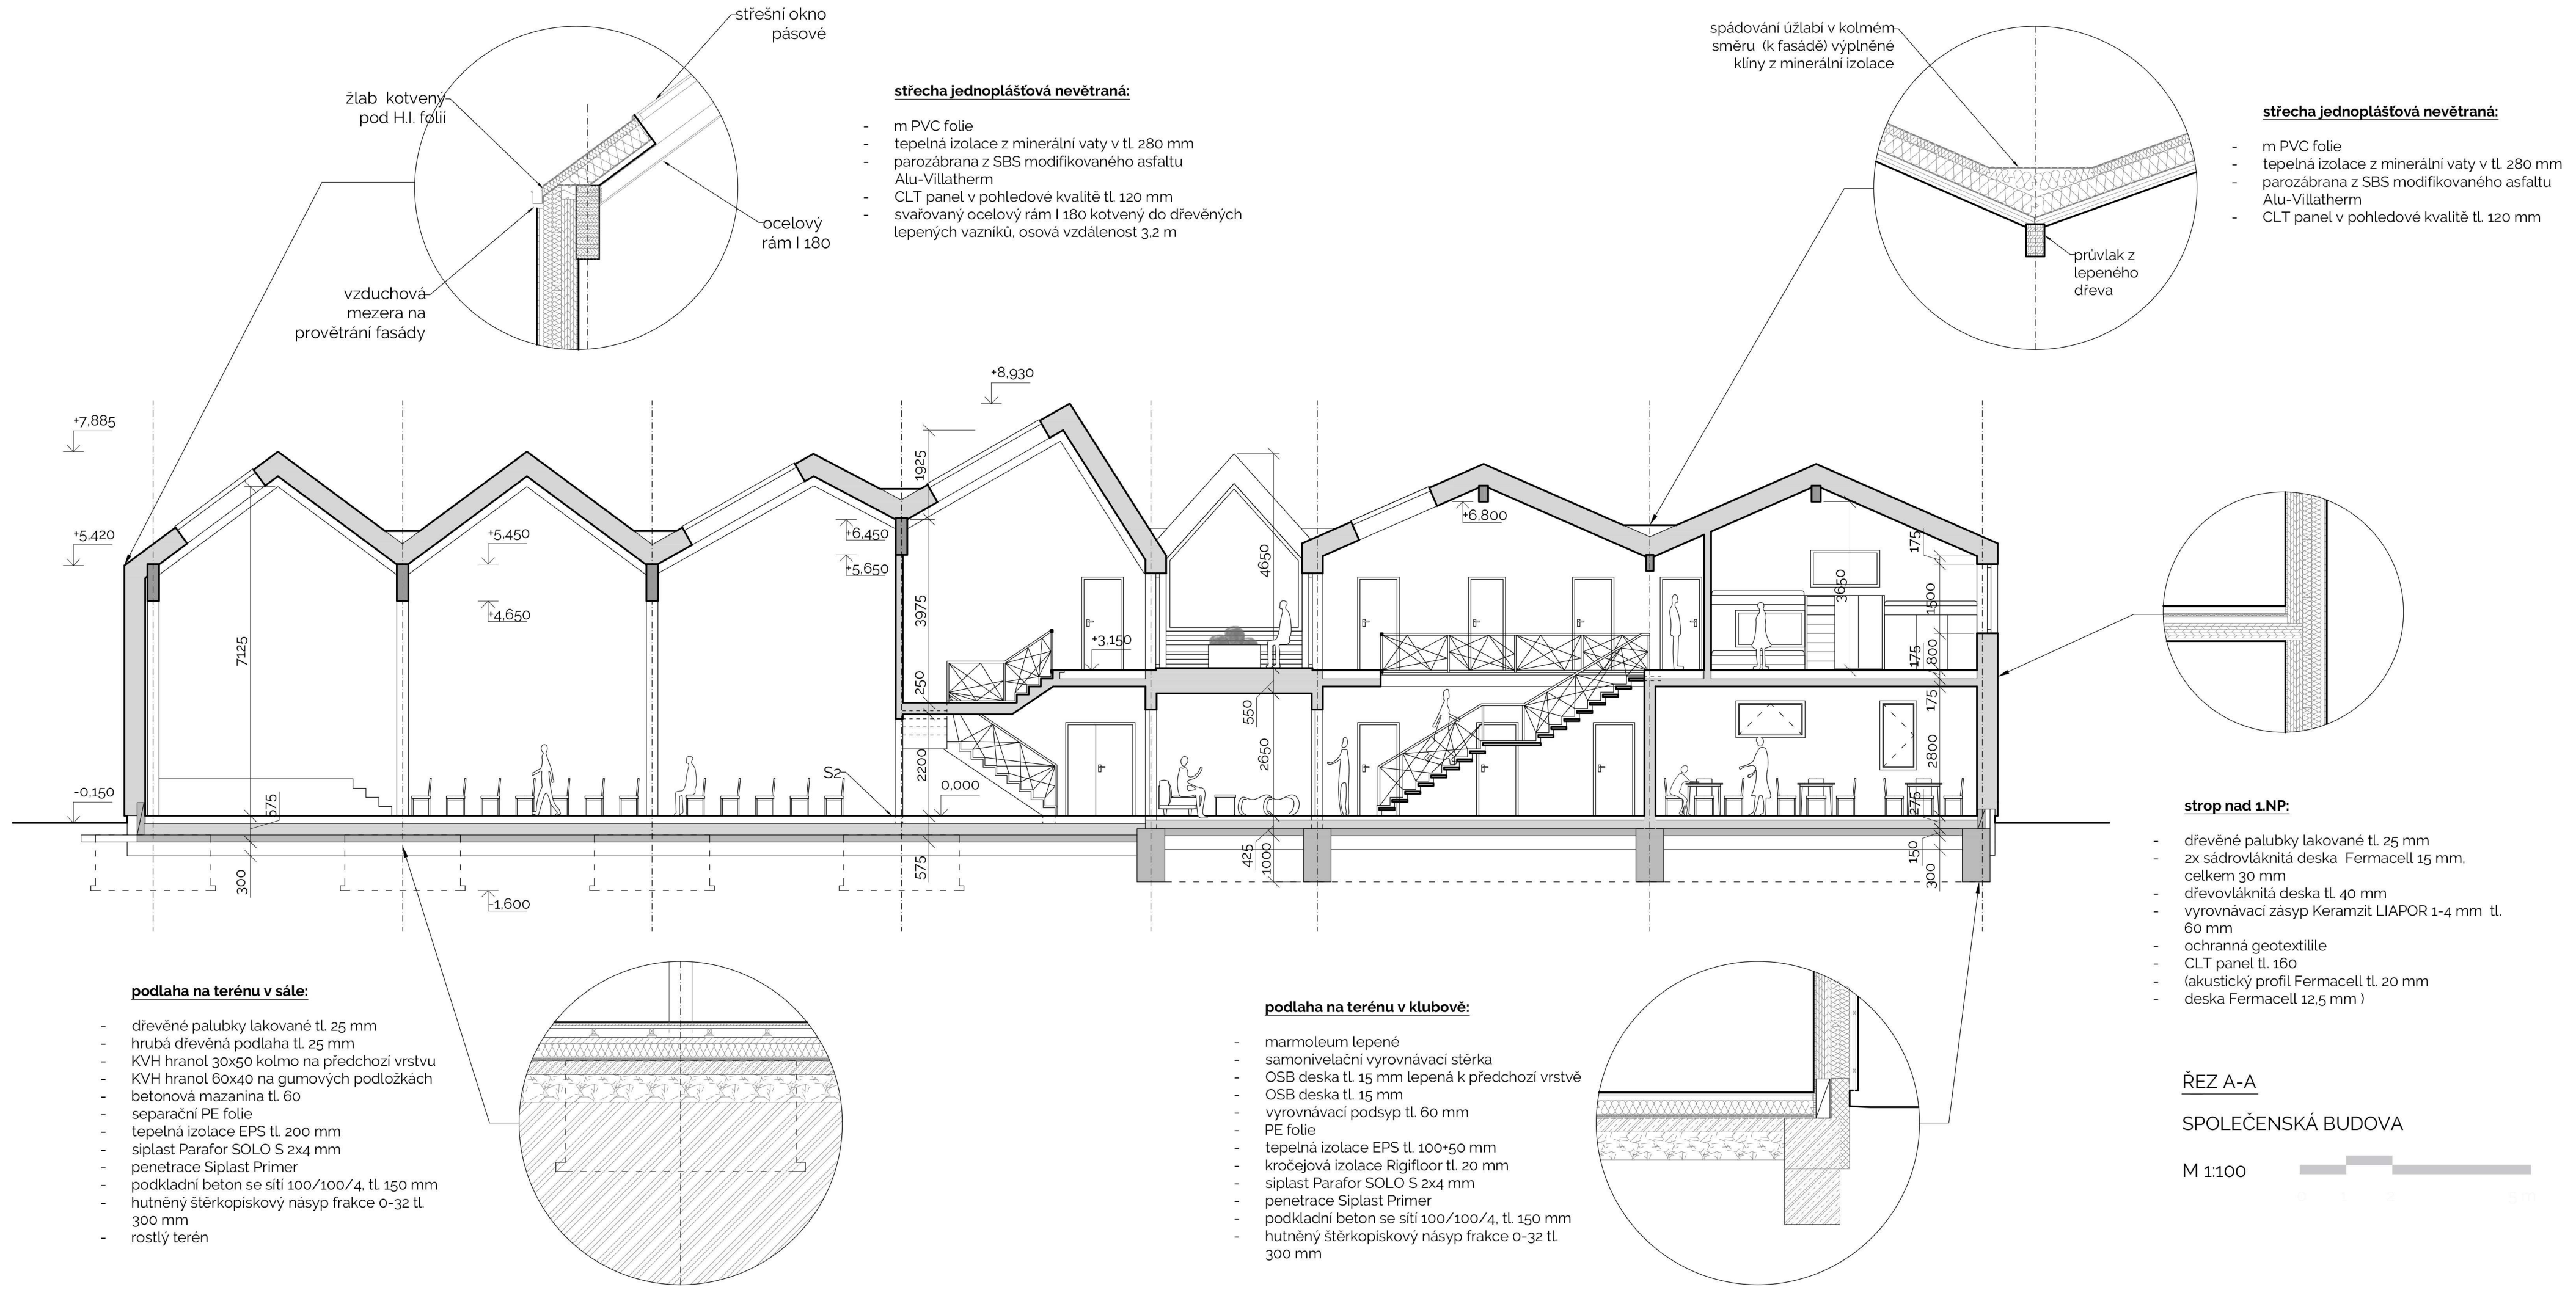 střešní okno
pásové
žlab kotvený
pod H.I. folií
ocelový
rám I 180
vzduchová
mezera na
provětrání fasády
střecha jednoplášťová nevětraná:
- m PVC folie
- tepelná izolace z minerální vaty v tl. 280 mm
- parozábrana z SBS modifikovaného asfaltu
Alu-Villatherm
- CLT panel v pohledové kvalitě tl. 120 mm
- svařovaný ocelový rám I 180 kotvený do dřevěných
lepených vazníků, osová vzdálenost 3,2 m
spádování úžlabí v kolmém
směru (k fasádě) výplněné
klíny z minerální izolace
průvlak z
lepeného
dřeva
střecha jednoplášťová nevětraná:
- m PVC folie
- tepelná izolace z minerální vaty v tl. 280 mm
- parozábrana z SBS modifikovaného asfaltu
Alu-Villatherm
- CLT panel v pohledové kvalitě tl. 120 mm
+8,930
+7,885
+5,420
-0,150
7125
575
300
+5,450
+4,650
-1,600
+6,450
+5,650
S2
1925
3975
250
2200
575
0,000
+3,150
4650
550
2650
425
1000
+6,800
3650
175
1500
800
175
175
2800
275
150
300
strop nad 1.NP:
- dřevěné palubky lakované tl. 25 mm
- 2x sádrovláknitá deska Fermacell 15 mm,
celkem 30 mm
- dřevovláknitá deska tl. 40 mm
- vyrovnávací zásyp Keramzit LIAPOR 1-4 mm tl.
60 mm
- ochranná geotextilile
- CLT panel tl. 160
- (akustický profil Fermacell tl. 20 mm
- deska Fermacell 12,5 mm )
podlaha na terénu v sále:
- dřevěné palubky lakované tl. 25 mm
- hrubá dřevěná podlaha tl. 25 mm
- KVH hranol 30x50 kolmo na předchozí vrstvu
- KVH hranol 60x40 na gumových podložkách
- betonová mazanina tl. 60
- separační PE folie
- tepelná izolace EPS tl. 200 mm
- siplast Parafor SOLO S 2x4 mm
- penetrace Siplast Primer
- podkladní beton se sítí 100/100/4, tl. 150 mm
- hutněný štěrkopískový násyp frakce 0-32 tl.
300 mm
- rostlý terén
podlaha na terénu v klubově:
- marmoleum lepené
- samonivelační vyrovnávací stěrka
- OSB deska tl. 15 mm lepená k předchozí vrstvě
- OSB deska tl. 15 mm
- vyrovnávací podsyp tl. 60 mm
- PE folie
- tepelná izolace EPS tl. 100+50 mm
- kročejová izolace Rigifloor tl. 20 mm
- siplast Parafor SOLO S 2x4 mm
- penetrace Siplast Primer
- podkladní beton se sítí 100/100/4, tl. 150 mm
- hutněný štěrkopískový násyp frakce 0-32 tl.
300 mm
ŘEZ A-A
SPOLEČENSKÁ BUDOVA
M 1:100